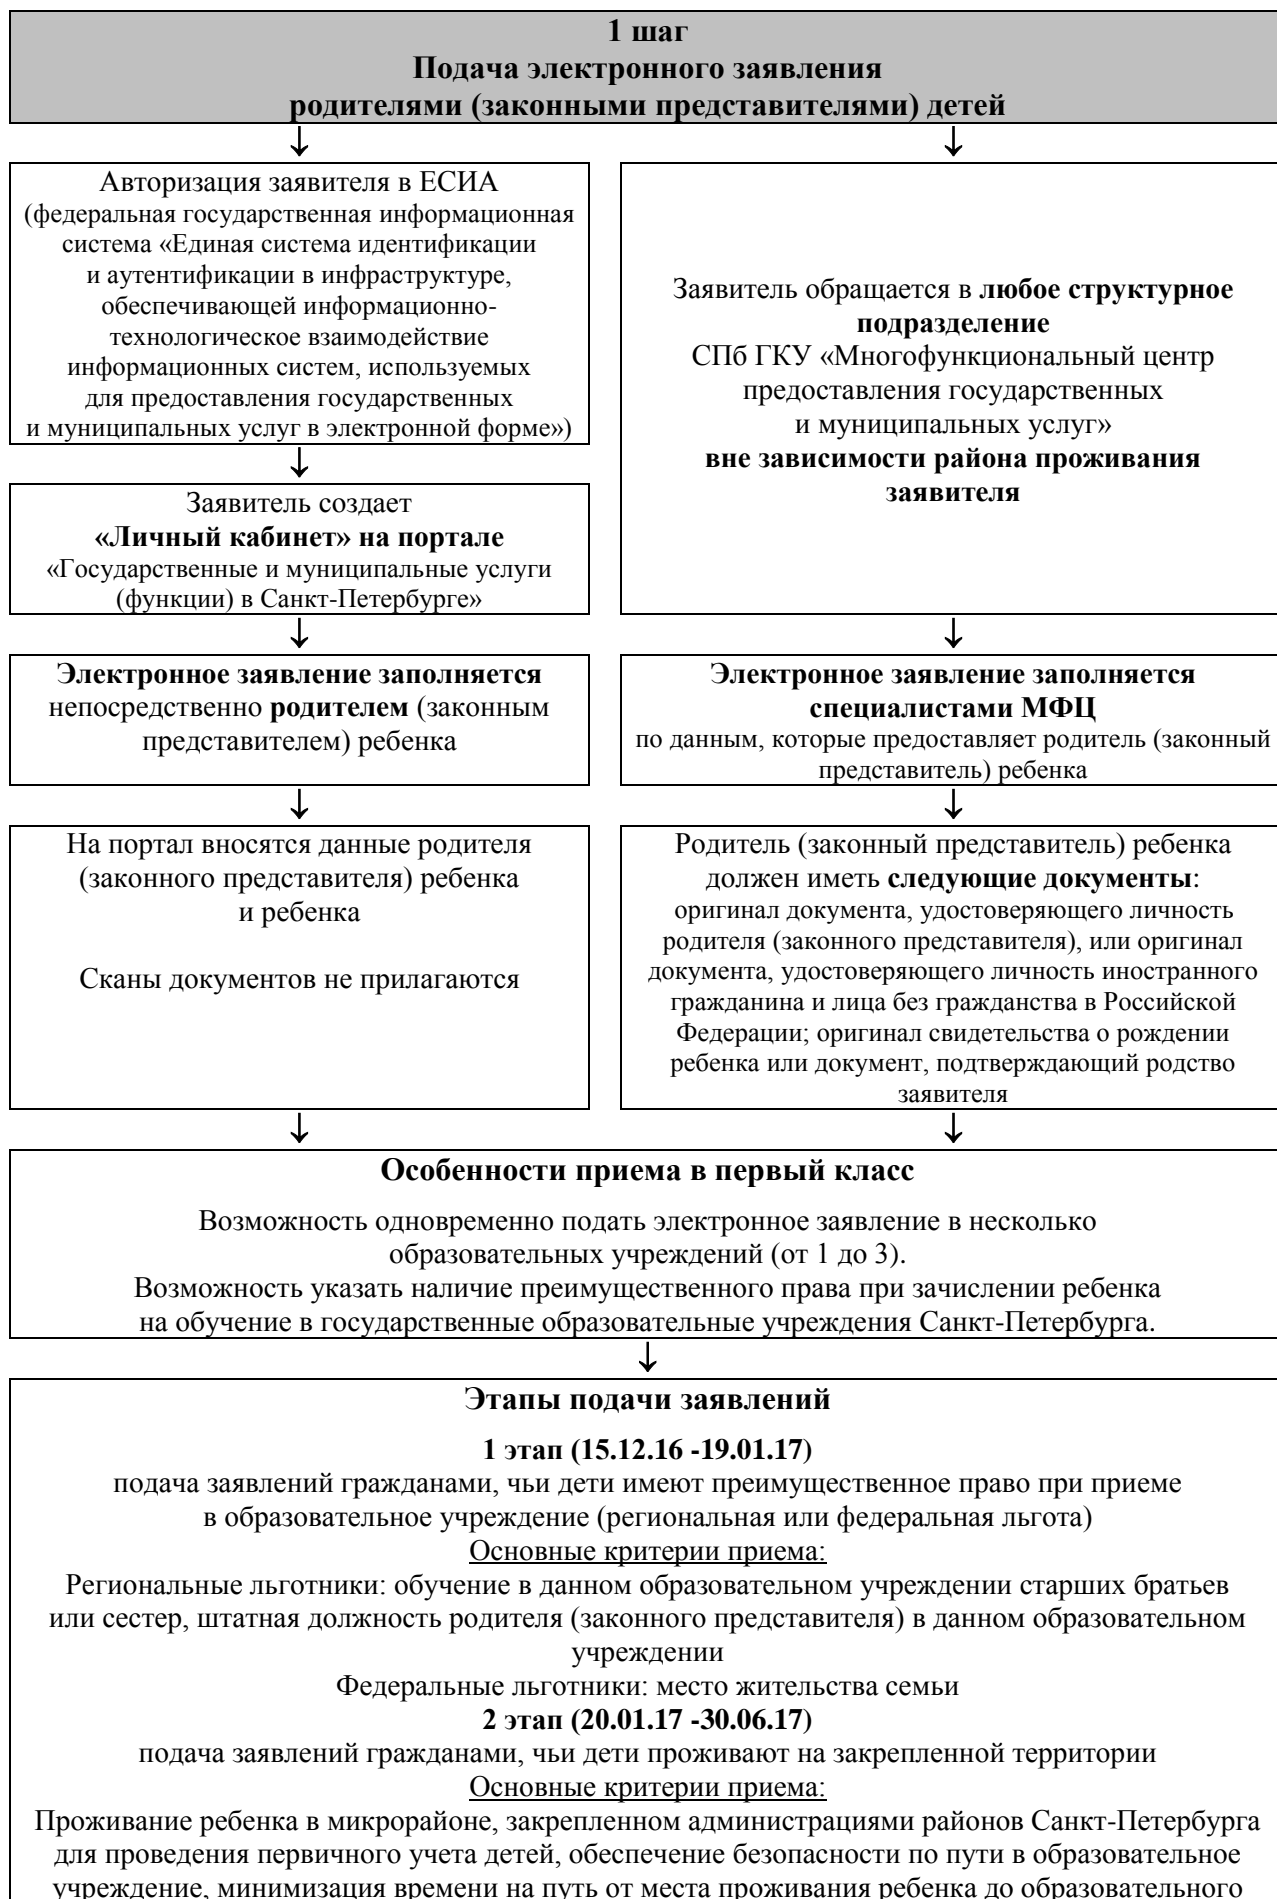 1 шаг
Подача электронного заявления
родителями (законными представителями) детей
Авторизация заявителя в ЕСИА
(федеральная государственная информационная
система «Единая система идентификации
и аутентификации в инфраструктуре,
обеспечивающей информационно-
технологическое взаимодействие
информационных систем, используемых
для предоставления государственных
и муниципальных услуг в электронной форме»)
Заявитель создает
«Личный кабинет» на портале
«Государственные и муниципальные услуги
(функции) в Санкт-Петербурге»
Заявитель обращается в любое структурное
подразделение
СПб ГКУ «Многофункциональный центр
предоставления государственных
и муниципальных услуг»
вне зависимости района проживания
заявителя
Электронное заявление заполняется
непосредственно родителем (законным
представителем) ребенка
Электронное заявление заполняется
специалистами МФЦ
по данным, которые предоставляет родитель (законный
представитель) ребенка
На портал вносятся данные родителя
(законного представителя) ребенка
и ребенка
Сканы документов не прилагаются
Родитель (законный представитель) ребенка
должен иметь следующие документы:
оригинал документа, удостоверяющего личность
родителя (законного представителя), или оригинал
документа, удостоверяющего личность иностранного
гражданина и лица без гражданства в Российской
Федерации; оригинал свидетельства о рождении
ребенка или документ, подтверждающий родство
заявителя
Особенности приема в первый класс
Возможность одновременно подать электронное заявление в несколько
образовательных учреждений (от 1 до 3).
Возможность указать наличие преимущественного права при зачислении ребенка
на обучение в государственные образовательные учреждения Санкт-Петербурга.
Этапы подачи заявлений
1 этап (15.12.16 -19.01.17)
подача заявлений гражданами, чьи дети имеют преимущественное право при приеме
в образовательное учреждение (региональная или федеральная льгота)
Основные критерии приема:
Региональные льготники: обучение в данном образовательном учреждении старших братьев
или сестер, штатная должность родителя (законного представителя) в данном образовательном
учреждении
Федеральные льготники: место жительства семьи
2 этап (20.01.17 -30.06.17)
подача заявлений гражданами, чьи дети проживают на закрепленной территории
Основные критерии приема:
Проживание ребенка в микрорайоне, закрепленном администрациями районов Санкт-Петербурга
для проведения первичного учета детей, обеспечение безопасности по пути в образовательное
учреждение, минимизация времени на путь от места проживания ребенка до образовательного